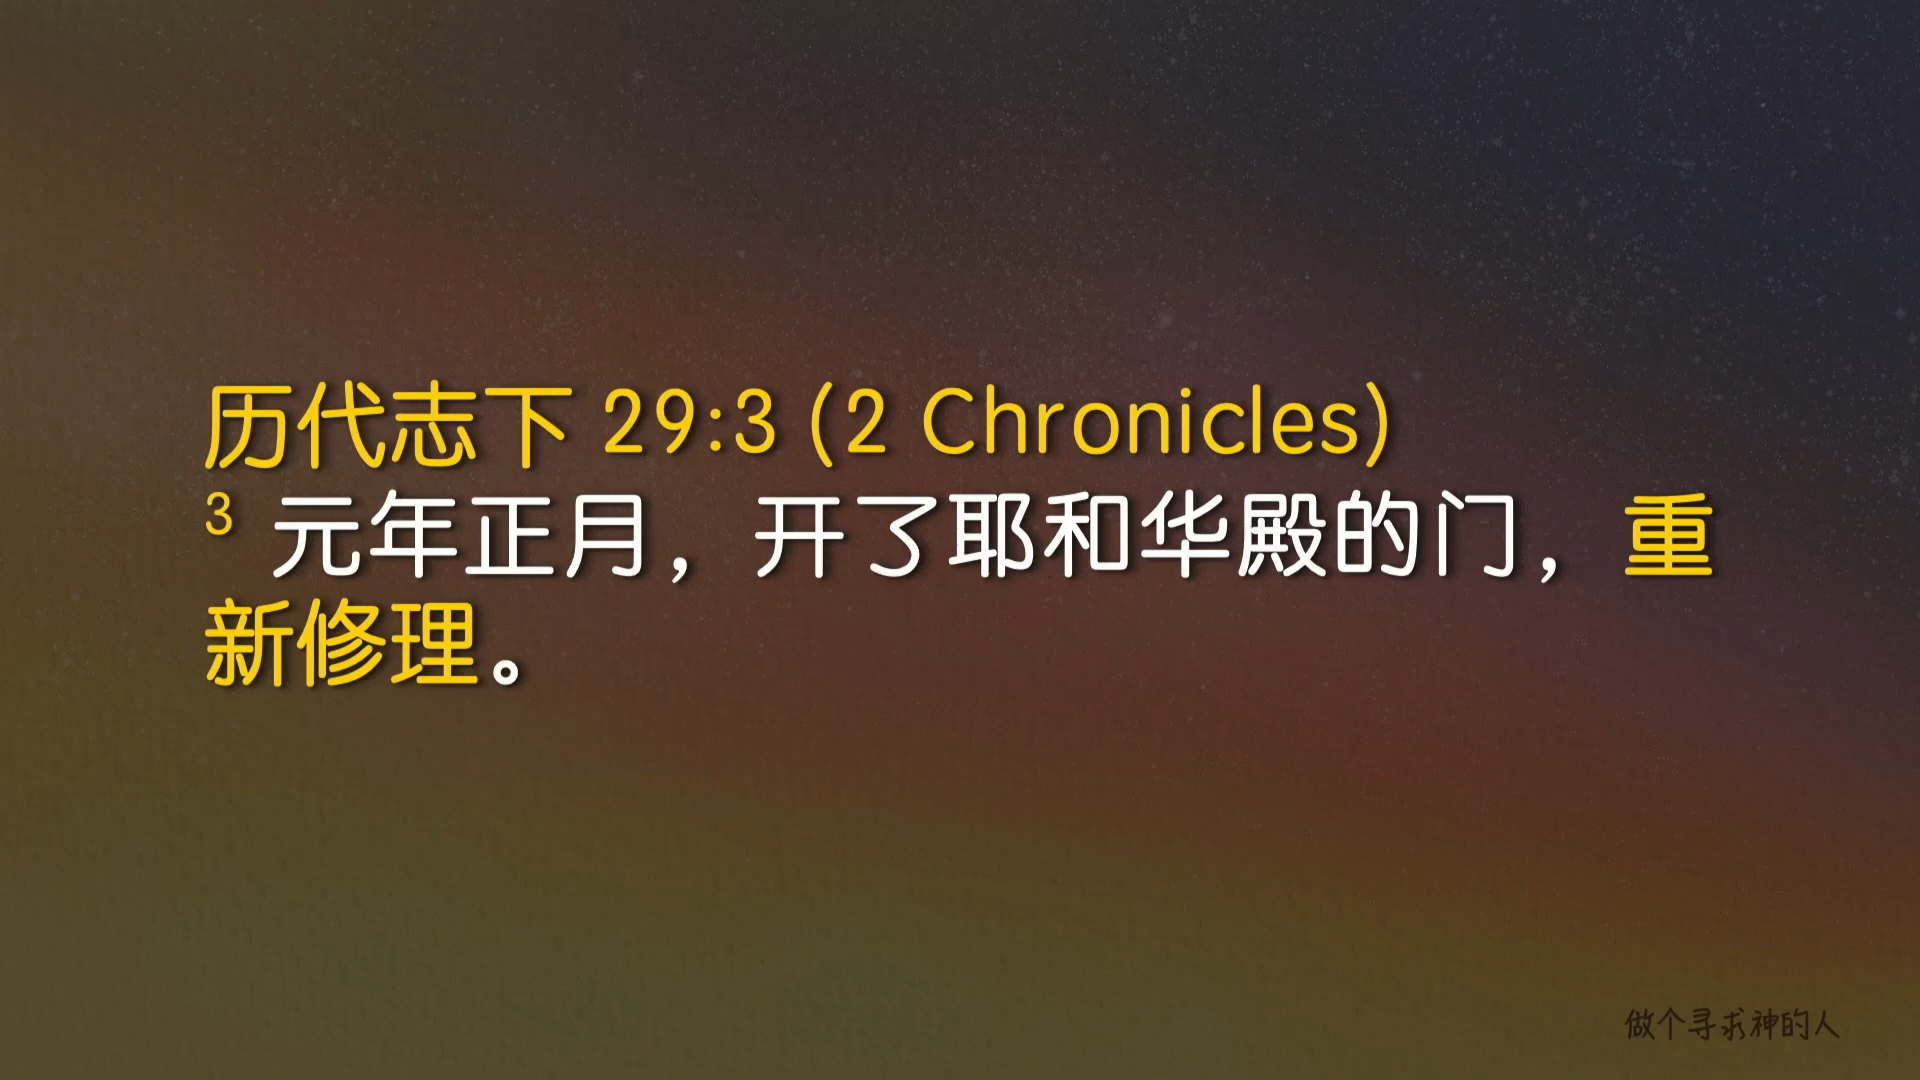 历代志下 29:3 (2 Chronicles)
3 元年正月，开了耶和华殿的门，重
新修理。
做个寻求神的人